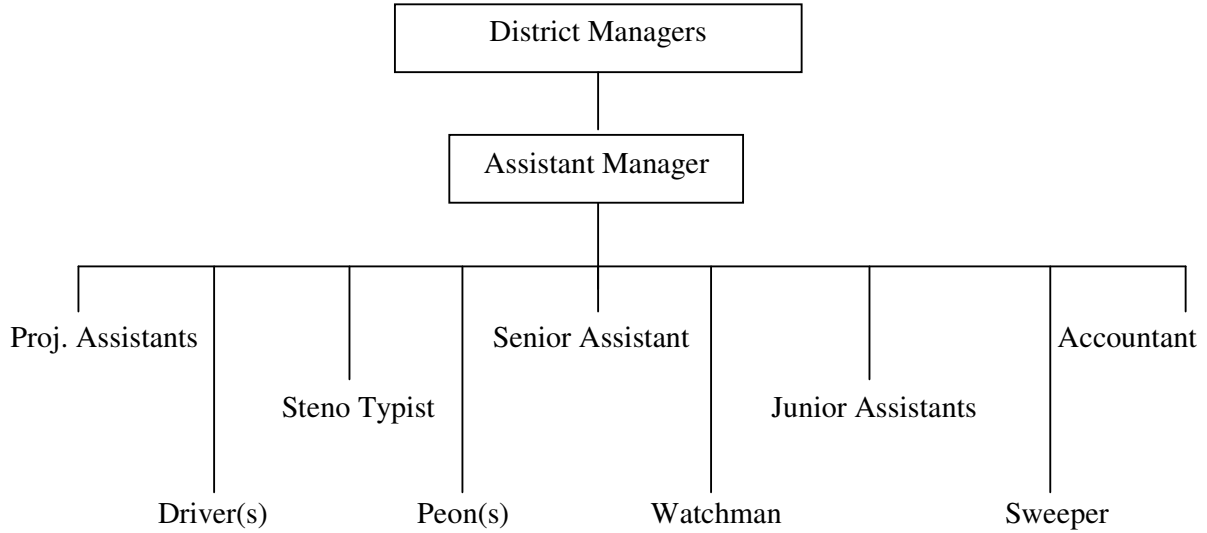 District Managers
Assistant Manager
Proj. Assistants
Senior Assistant
Accountant
Steno Typist
Junior Assistants
Driver(s)
Peon(s)
Watchman
Sweeper